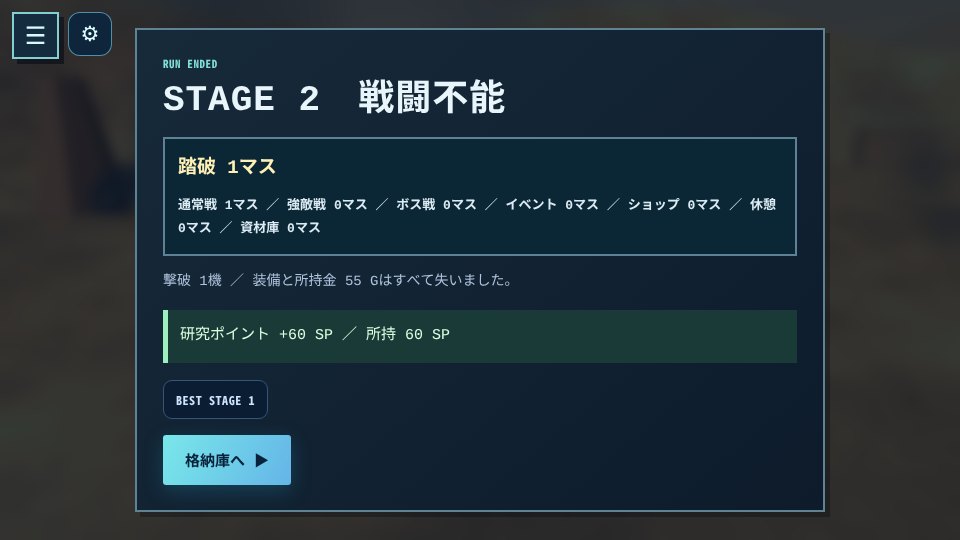 RUN ENDED
STAGE 2　戦闘不能
踏破 1マス
通常戦 1マス ／ 強敵戦 0マス ／ ボス戦 0マス ／ イベント 0マス ／ ショップ 0マス ／ 休憩
0マス ／ 資材庫 0マス
撃破 1機 ／ 装備と所持金 55 Gはすべて失いました。
研究ポイント +60 SP ／ 所持 60 SP
BEST STAGE 1
格納庫へ ▶